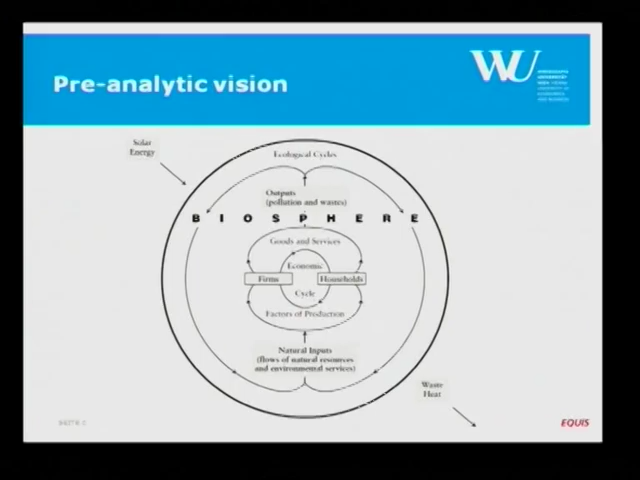 Pre-analytic vision
WU
Solar
Energy
Ecological Cycles
Outputs
(pollution and wastes)
B I O S P H E R E
Goods and Services
Economic
Firms
Households
Cycle
Factors of Production
Natural Inputs
(flows of natural resources
and environmental services)
Waste
Heat
EQUIS